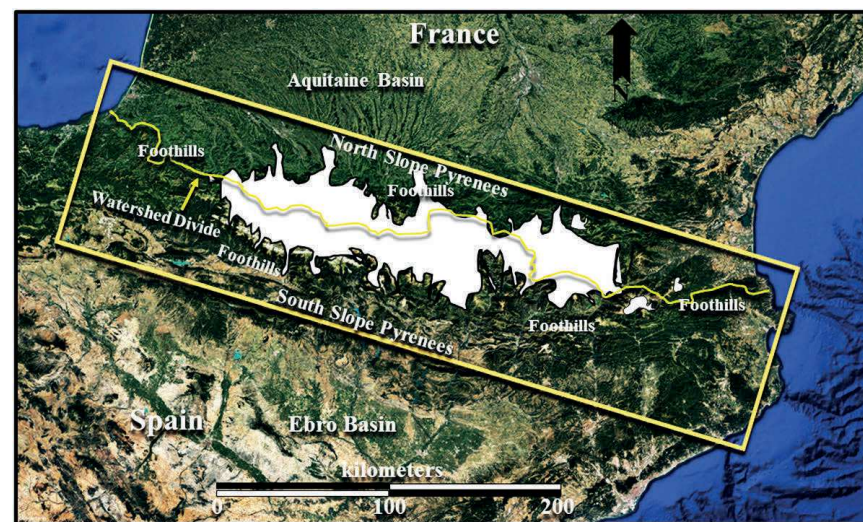 France
Aquitaine Basin
N
North Slope Pyrenees
Foothills
Foothills
Watershed Divide
Foothills
South Slope Pyrenees
Foothills
Foothills
Spain
Ebro Basin
kilometers
0 100 200